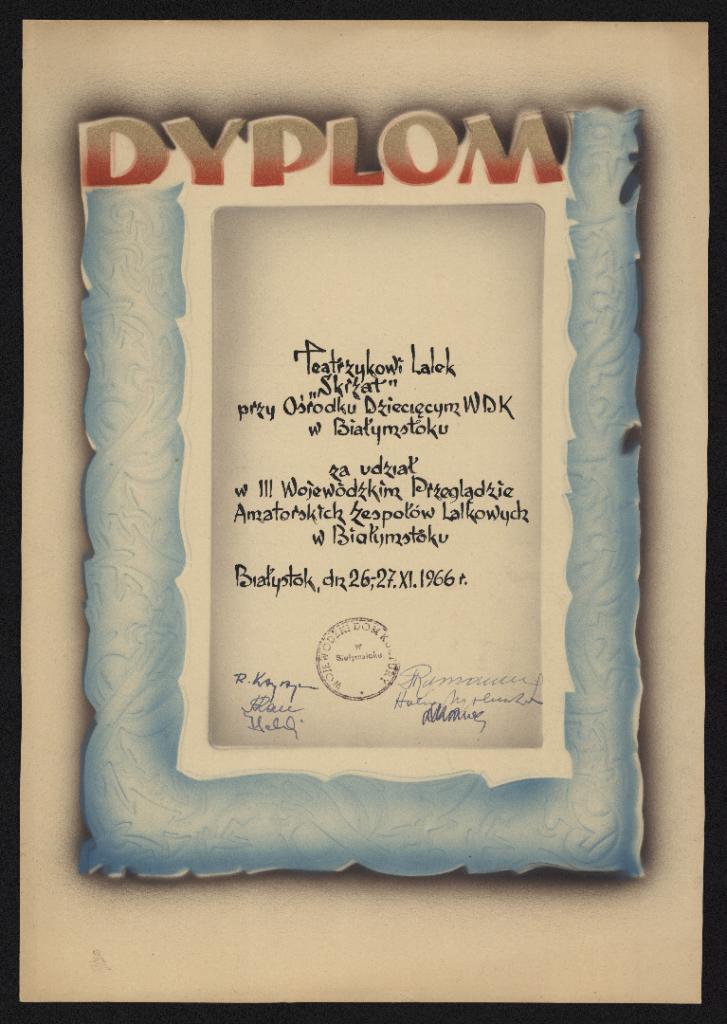 DYPLOM
Teatrzykowi Lalek
„Skrzat”
przy Ośrodku Dziecięcym WDK
w Białymstoku
za udział
w III Wojewódzkim Przeglądzie
Amatorskich Zespołów Lalkowych
w Białymstoku
Białystok, dn 26-27.XI.1966 r.
WOJEWÓDZKI DOM KULTURY
w
Białymstoku
R.